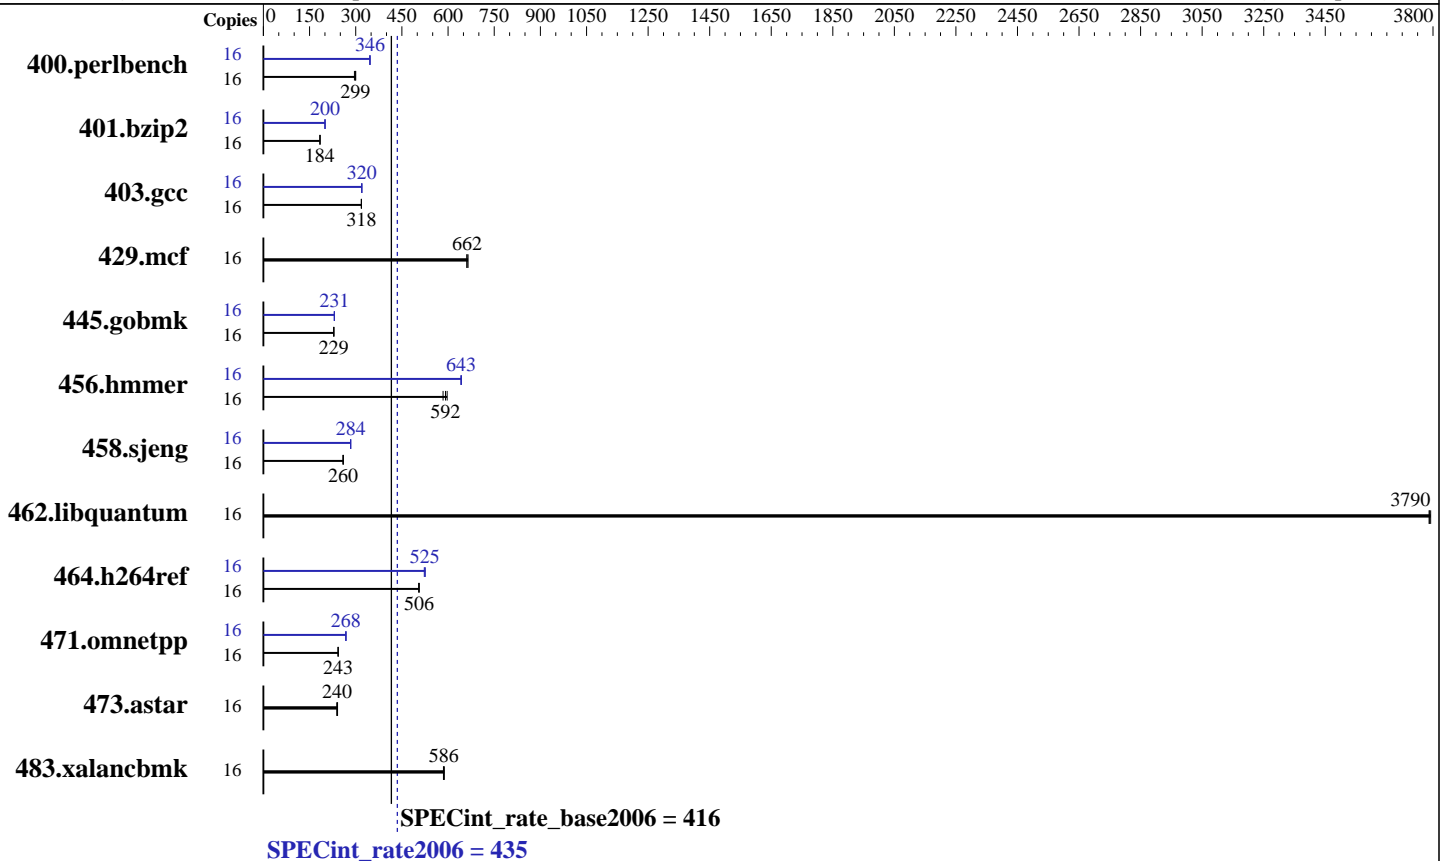 Copies 0 150 300 450 600 750 900 1050 1250 1450 1650 1850 2050 2250 2450 2650 2850 3050 3250 3450 3800
400.perlbench 16 346
16 299
401.bzip2 16 200
16 184
403.gcc 16 320
16 318
429.mcf 16 662
445.gobmk 16 231
16 229
456.hmmer 16 643
16 592
458.sjeng 16 284
16 260
462.libquantum 16 3790
464.h264ref 16 525
16 506
471.omnetpp 16 268
16 243
473.astar 16 240
483.xalancbmk 16 586
SPECint_rate_base2006 = 416
SPECint_rate2006 = 435